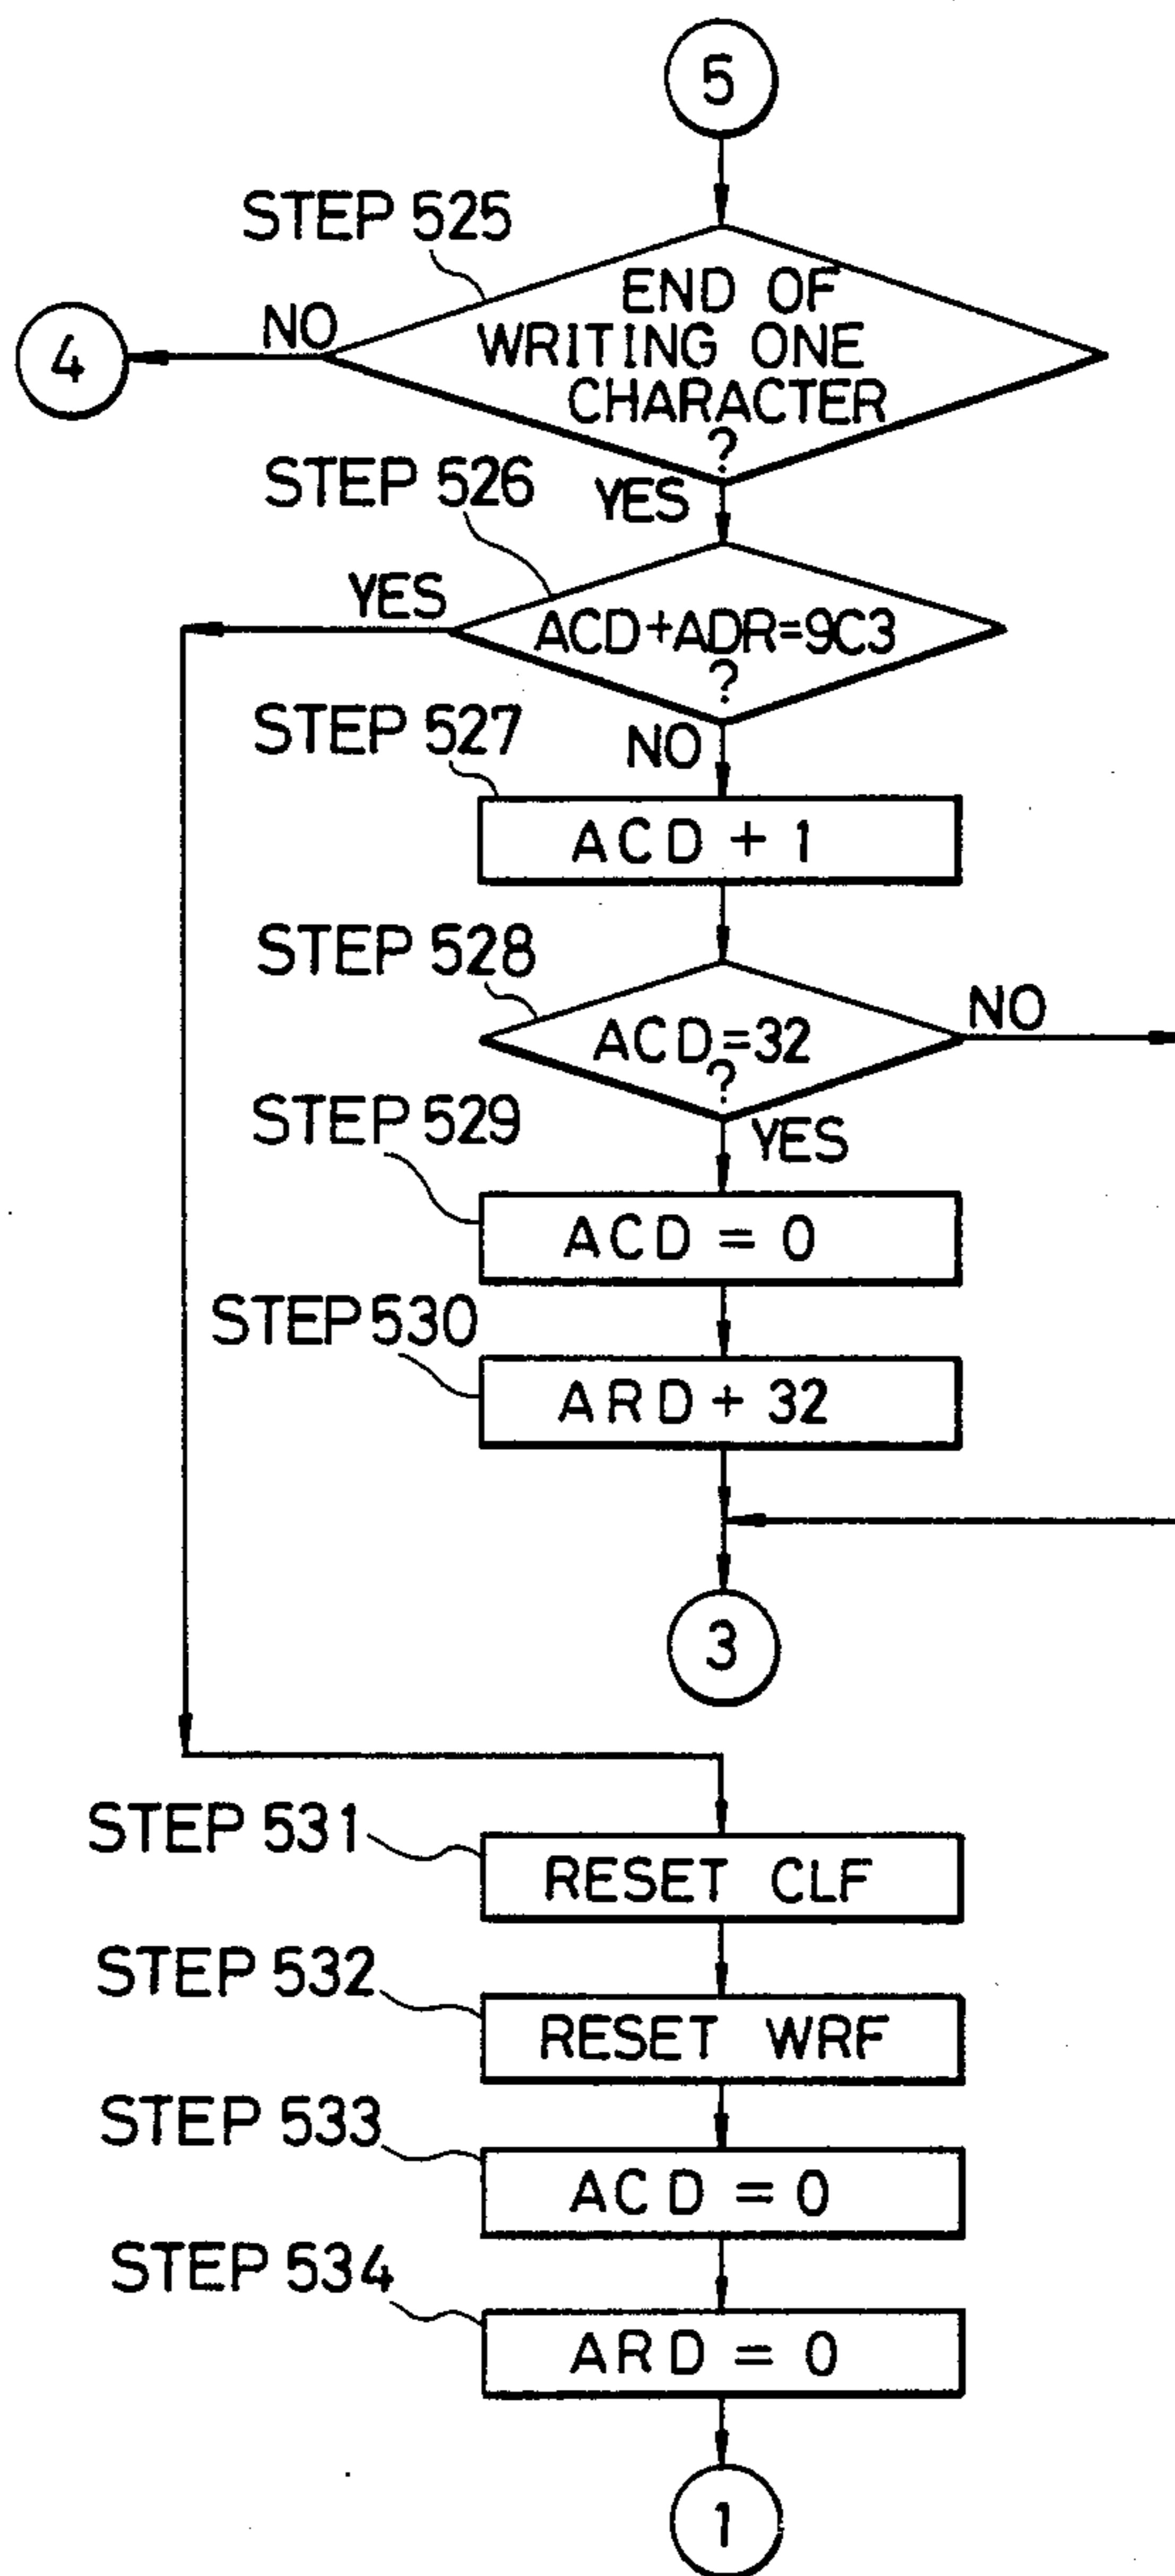 5
STEP 525
END OF
WRITING ONE
CHARACTER
?
NO
4
YES
STEP 526
ACD+ADR=9C3
?
YES
NO
STEP 527
ACD + 1
STEP 528
ACD=32
?
NO
YES
STEP 529
ACD = 0
STEP 530
ARD + 32
3
STEP 531
RESET CLF
STEP 532
RESET WRF
STEP 533
ACD = 0
STEP 534
ARD = 0
1